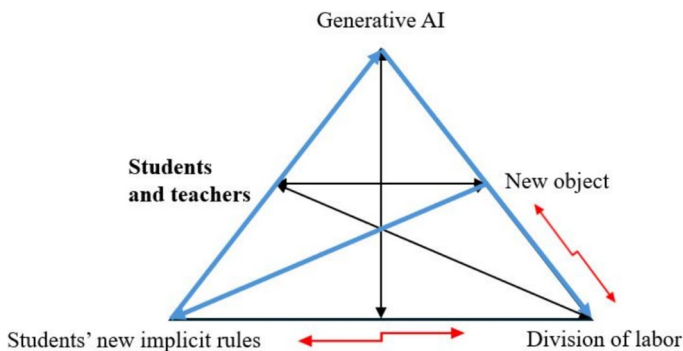 Generative AI
Students
and teachers
New object
Students’ new implicit rules
Division of labor